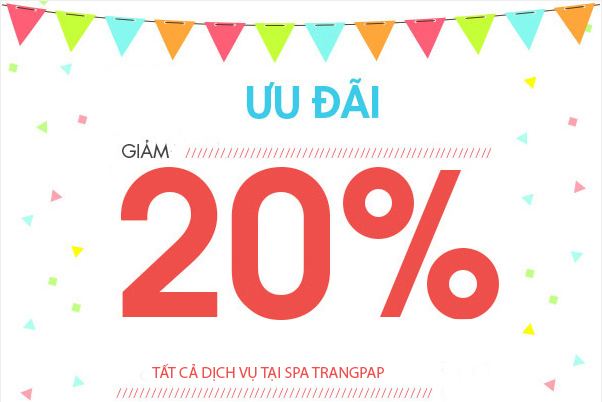 ƯU ĐÃI
GIẢM
20%
TẤT CẢ DỊCH VỤ TẠI SPA TRANGPAP